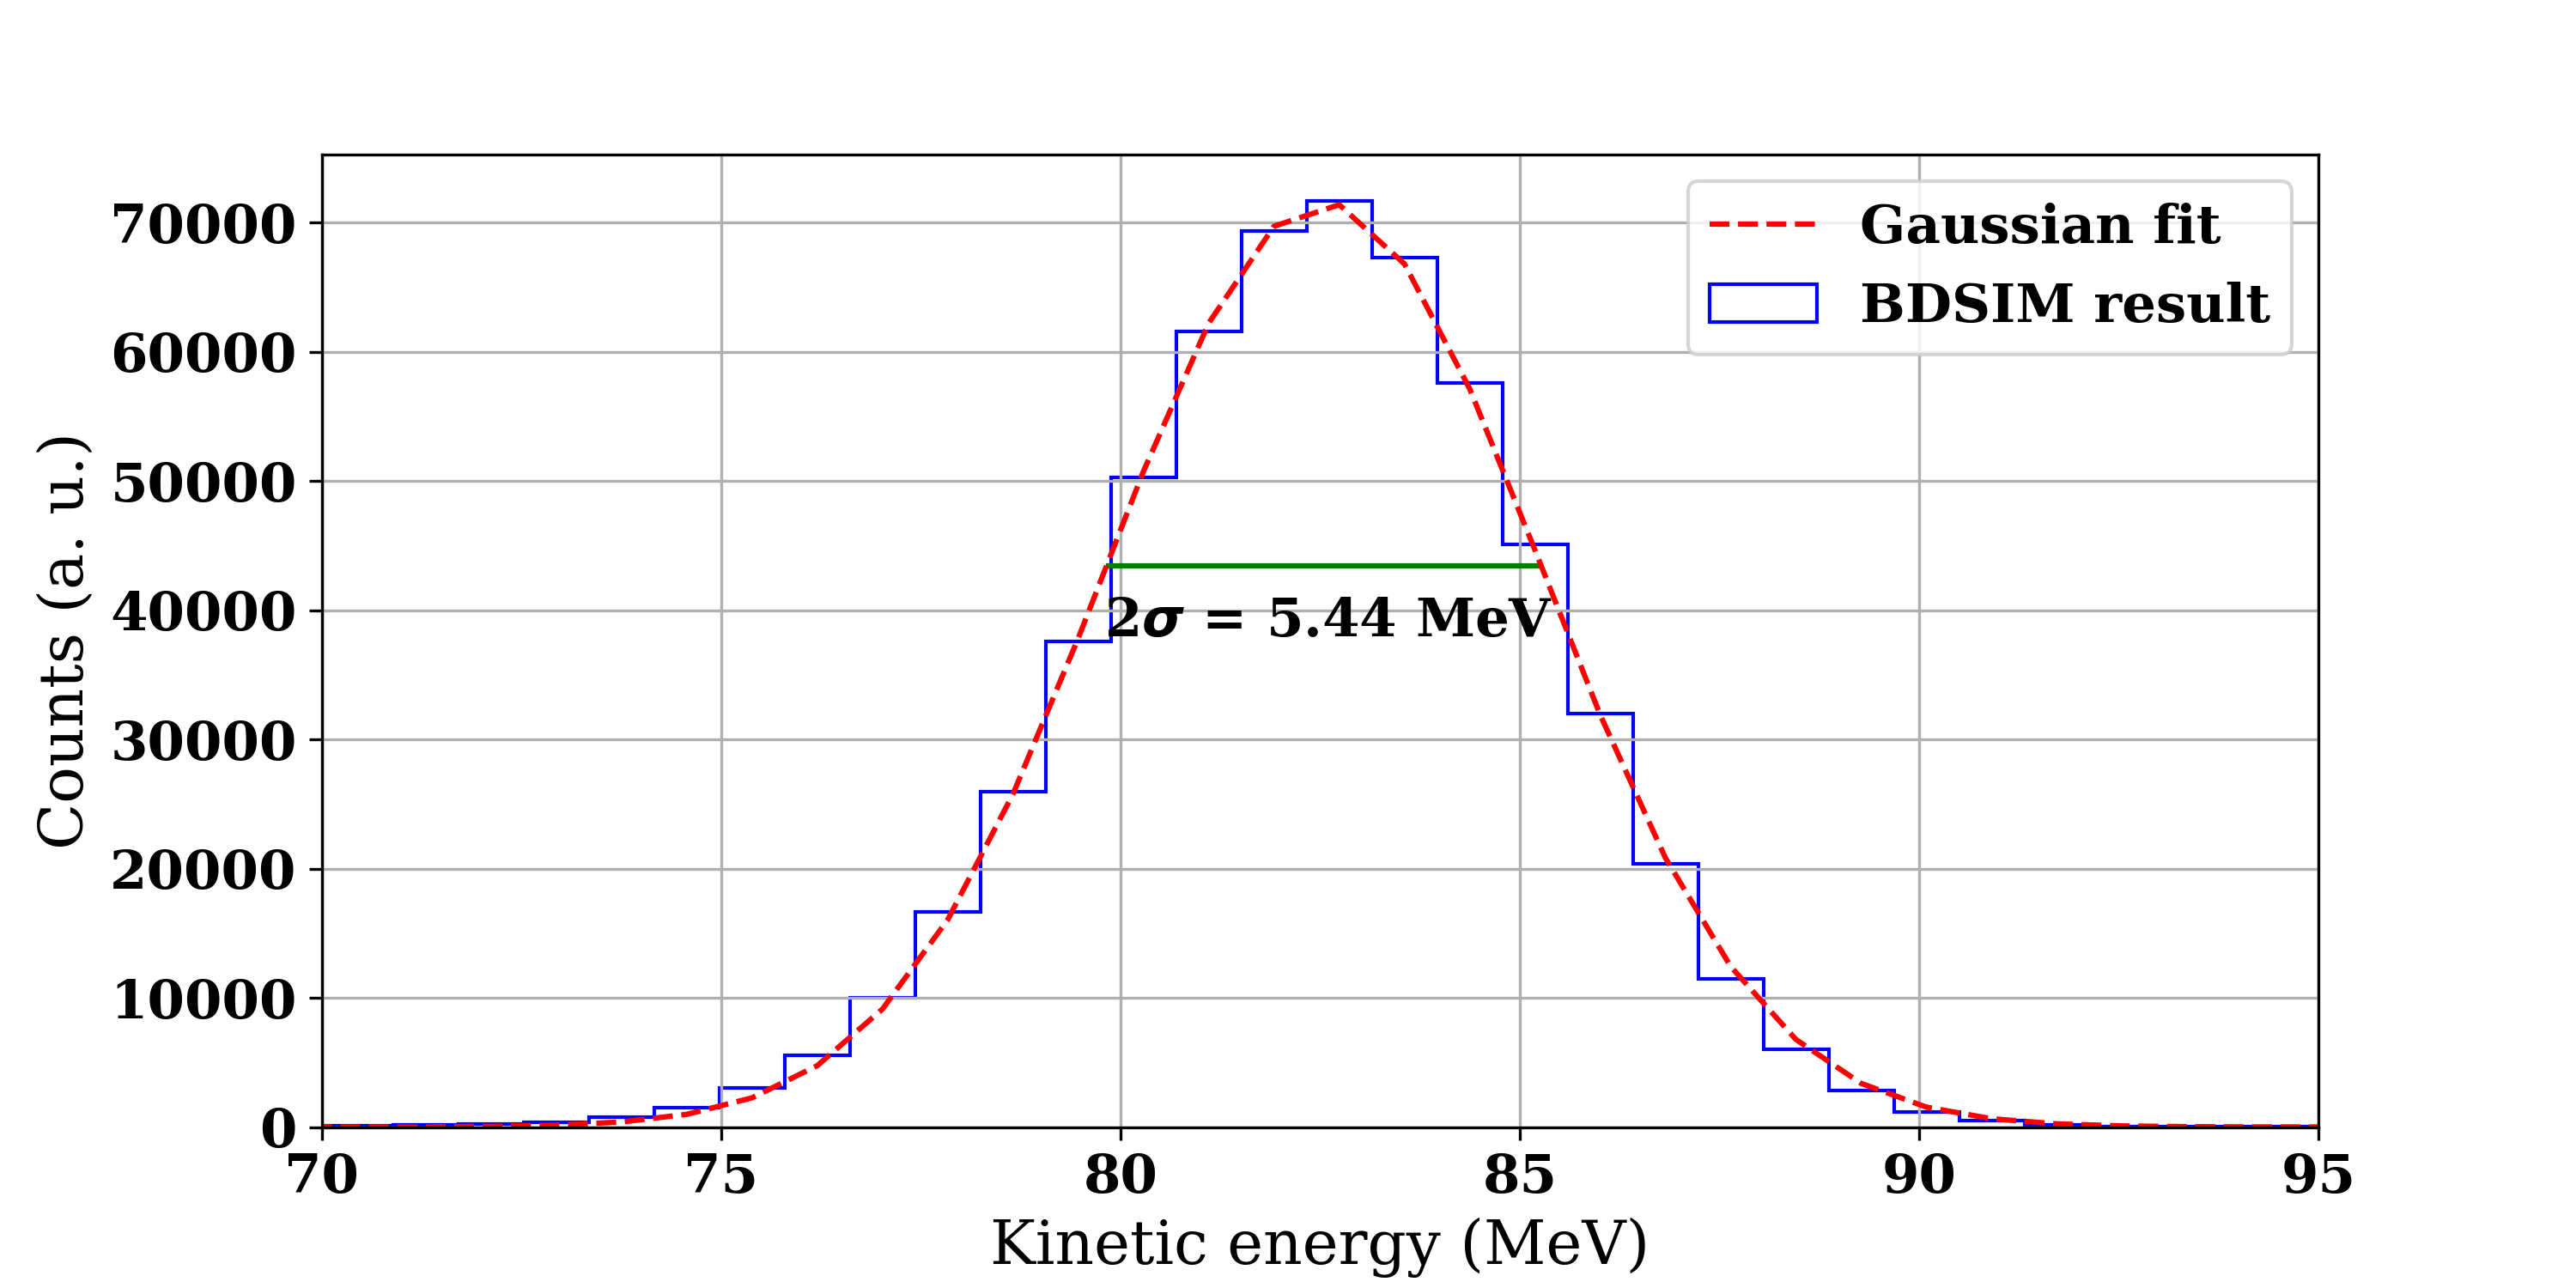 Gaussian fit
BDSIM result
70000
60000
50000
40000
30000
20000
10000
0
2σ = 5.44 MeV
Counts (a. u.)
70 75 80 85 90 95
Kinetic energy (MeV)